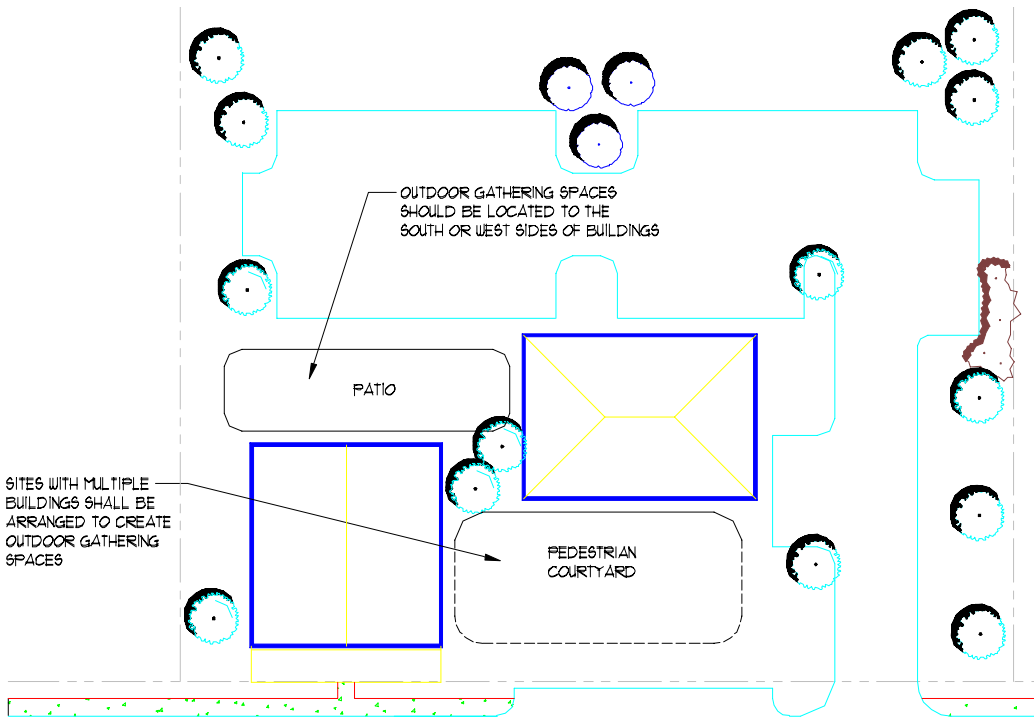 OUTDOOR GATHERING SPACES
SHOULD BE LOCATED TO THE
SOUTH OR WEST SIDES OF BUILDINGS
PATIO
SITES WITH MULTIPLE
BUILDINGS SHALL BE
ARRANGED TO CREATE
OUTDOOR GATHERING
SPACES
PEDESTRIAN
COURTYARD